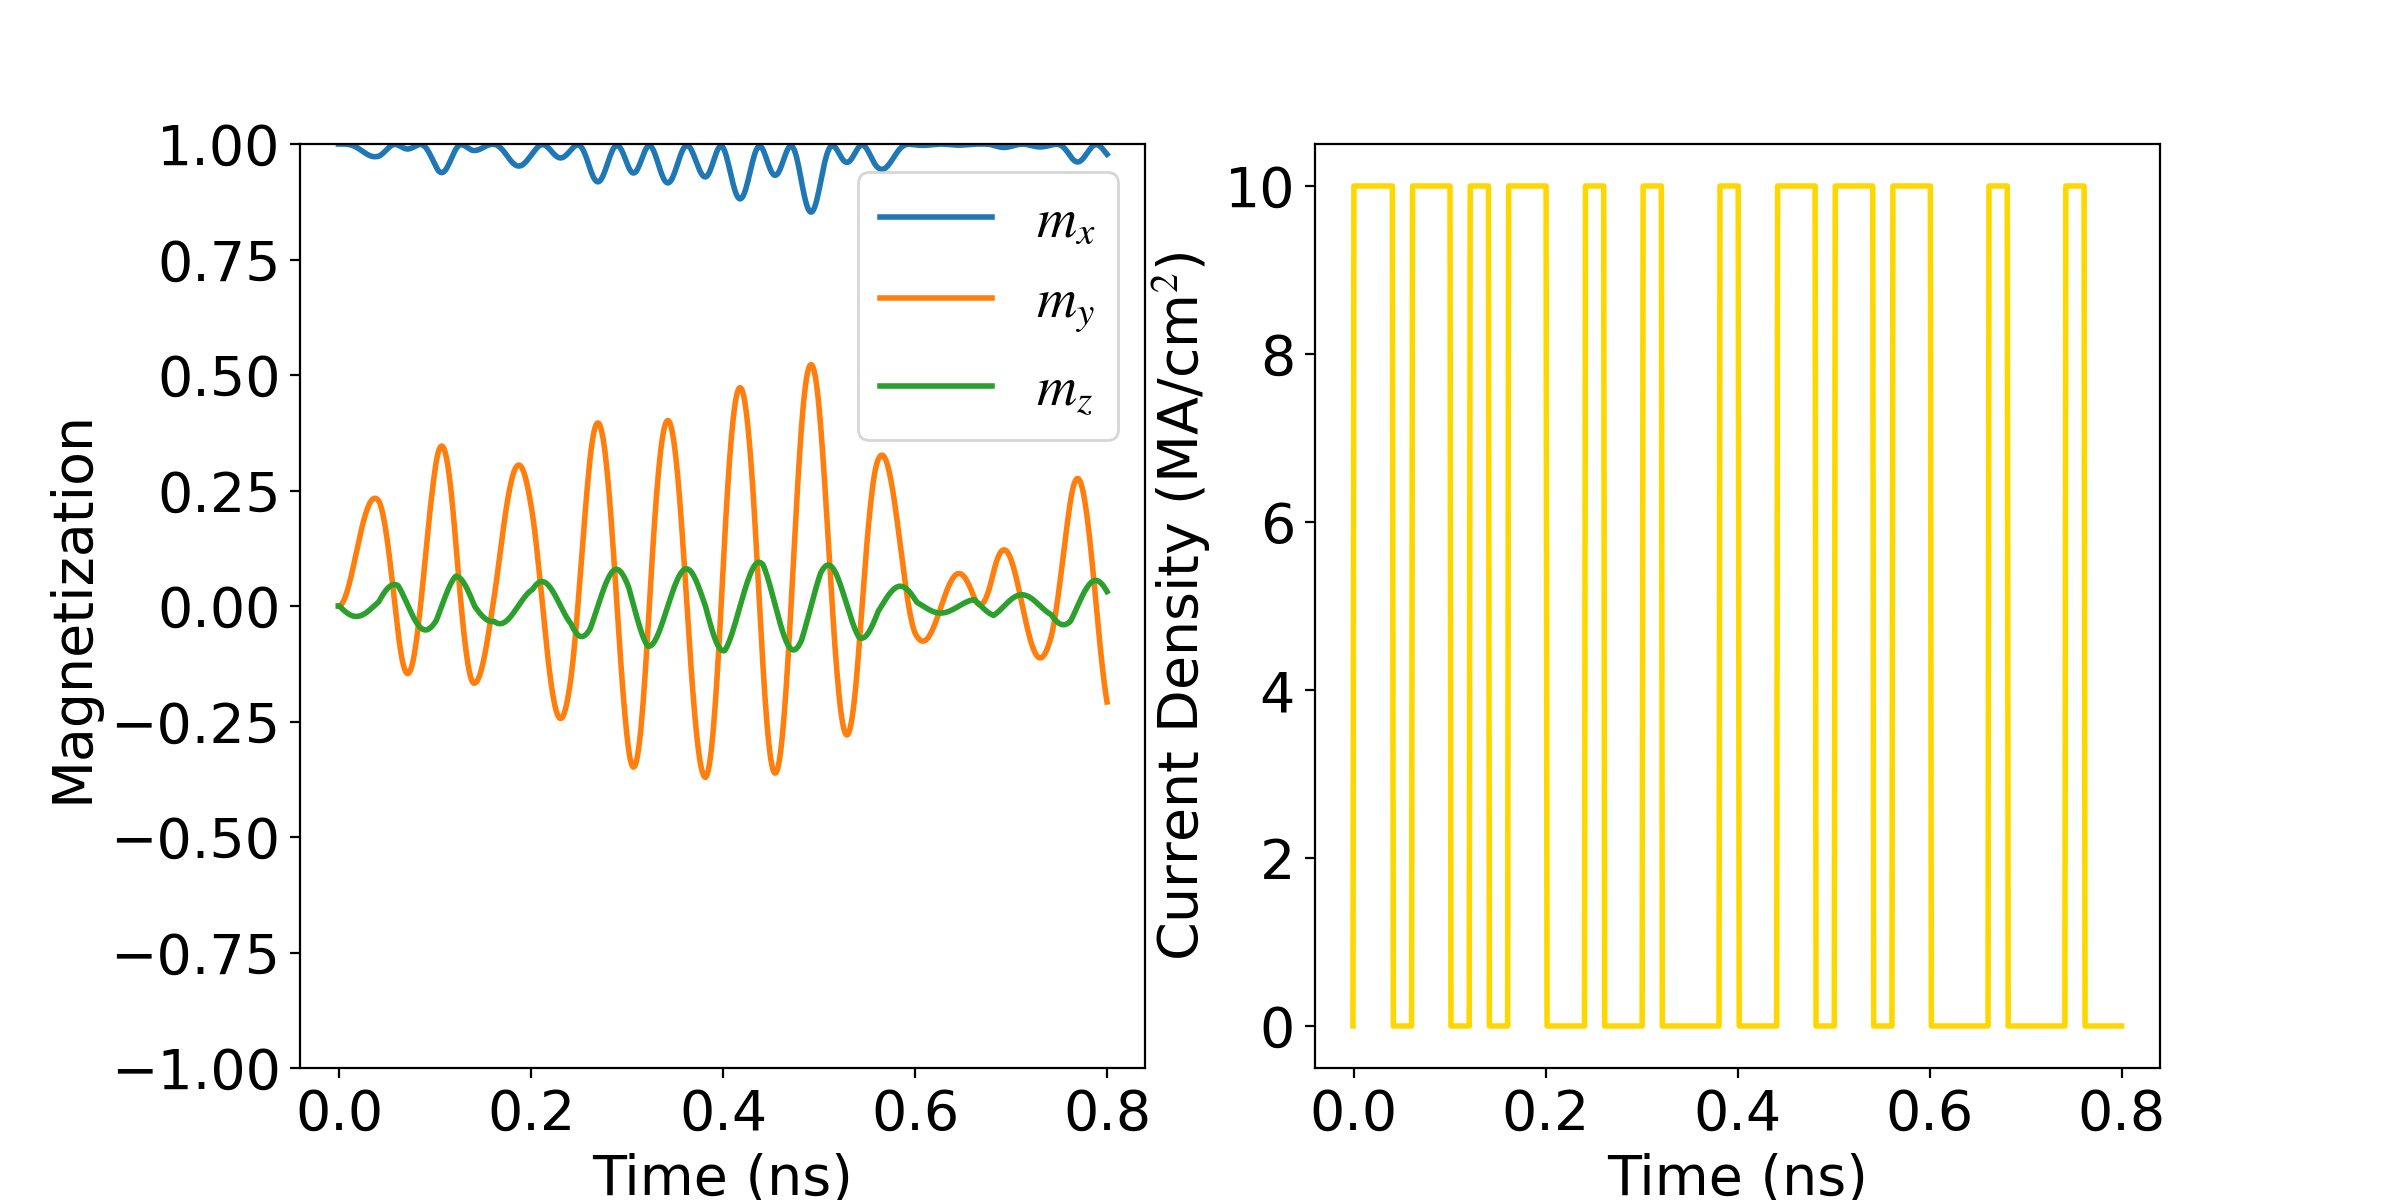 Magnetization
1.00
0.75
0.50
0.25
0.00
−0.25
−0.50
−0.75
−1.00
0.0 0.2 0.4 0.6 0.8
Time (ns)
m_x
m_y
m_z
Current Density (MA/cm²)
10
8
6
4
2
0
0.0 0.2 0.4 0.6 0.8
Time (ns)